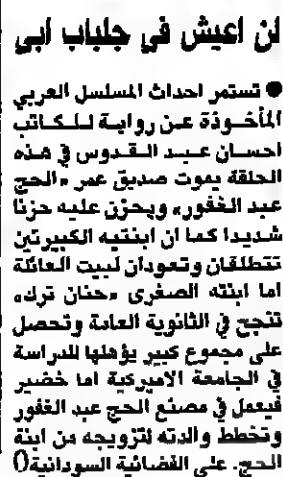 لن اعيش في جلباب ابي
● تستمر احداث المسلسل العربي
المأخوذة عن رواية للكاتب
احسان عبد القدوس في هذه
الحلقة يموت صديق عمر «الحج
عبد الغفور» ويحزن عليه حزنا
شديدا كما ان ابنتيه الكبيرتين
تتطلقان وتعودان لبيت العائلة
اما ابنته الصغرى «حنان ترك»
تنجح في الثانوية العامة وتحصل
على مجموع كبير يؤهلها للدراسة
في الجامعة الاميركية اما خضير
فيعمل في مصنع الحج عبد الغفور
وتخطط والدته لتزويجه من ابنة
الحج. على الفضائية السودانية()